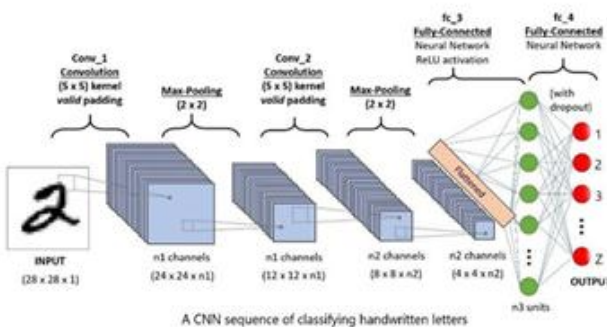 fc_3
Fully-Connected
Neural Network
ReLU activation
fc_4
Fully-Connected
Neural Network
Conv_1
Convolution
(5 x 5) kernel
valid padding
Max-Pooling
(2 x 2)
Conv_2
Convolution
(5 x 5) kernel
valid padding
Max-Pooling
(2 x 2)
(with
dropout)
Flattened
2
1
2
3
Z
INPUT
(28 x 28 x 1)
n1 channels
(24 x 24 x n1)
n1 channels
(12 x 12 x n1)
n2 channels
(8 x 8 x n2)
n2 channels
(4 x 4 x n2)
n3 units
OUTPUT
A CNN sequence of classifying handwritten letters